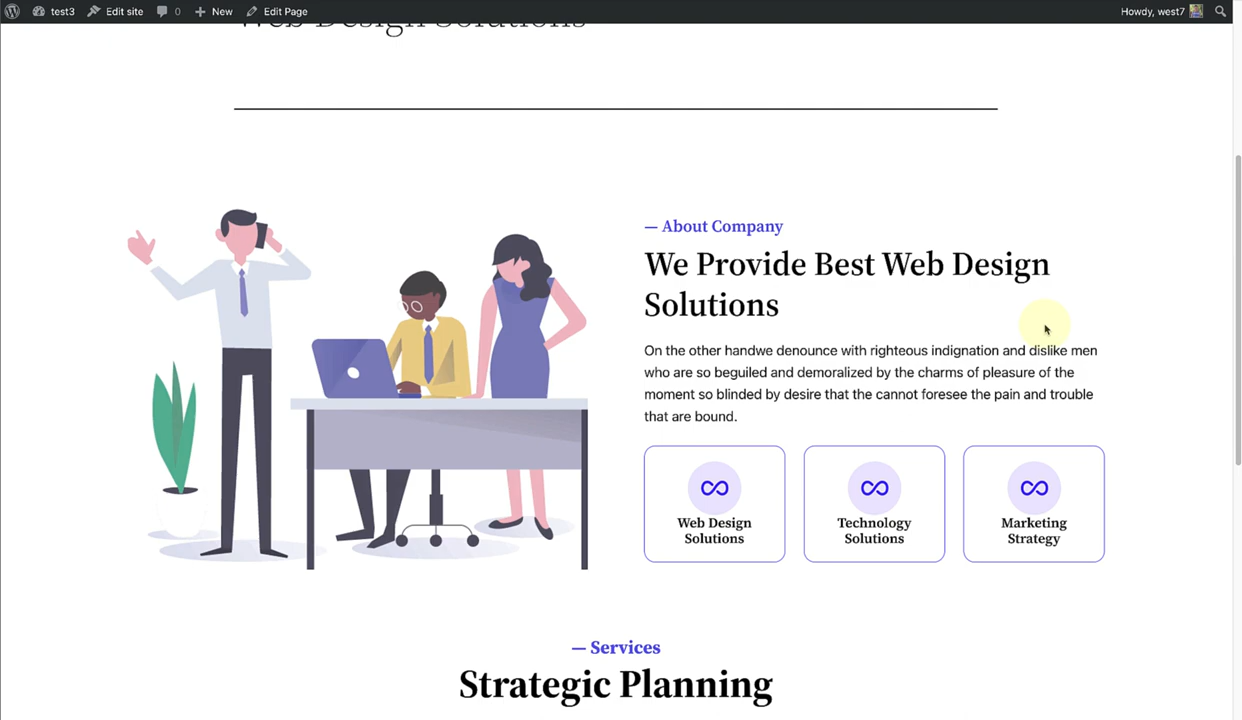 test3 Edit site 0 New Edit Page Howdy, west7
Web Design Solutions
— About Company
We Provide Best Web Design
Solutions
On the other handwe denounce with righteous indignation and dislike men
who are so beguiled and demoralized by the charms of pleasure of the
moment so blinded by desire that the cannot foresee the pain and trouble
that are bound.
Web Design
Solutions
Technology
Solutions
Marketing
Strategy
— Services
Strategic Planning